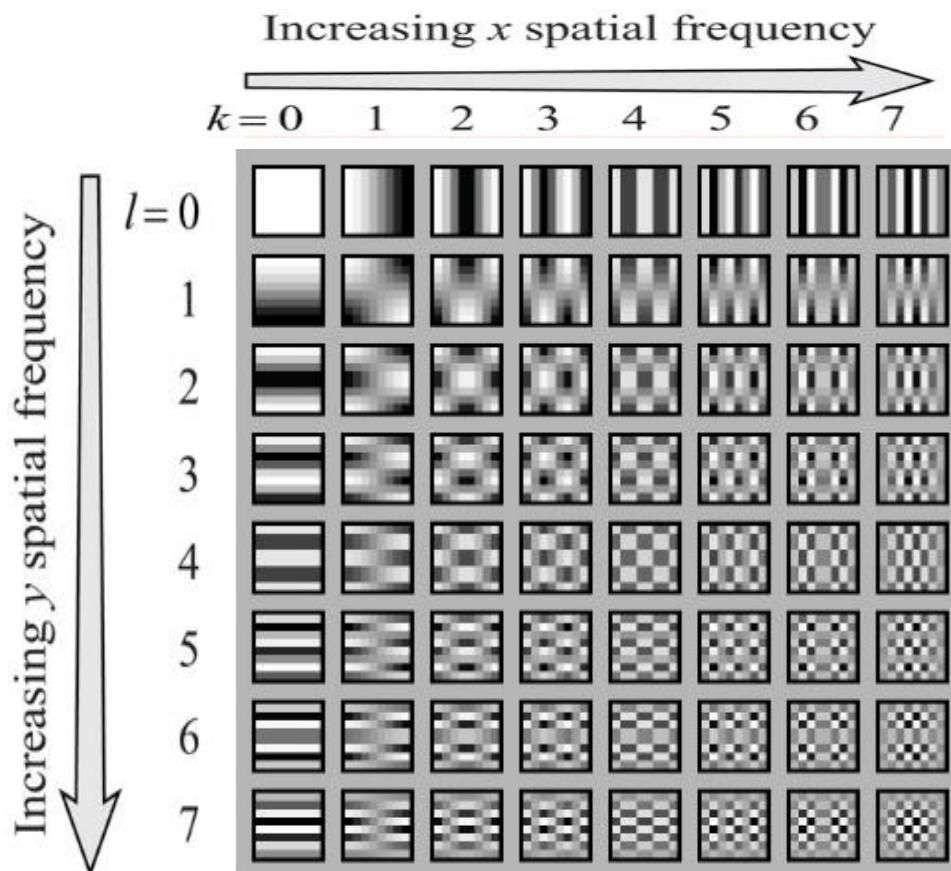 Increasing x spatial frequency
k = 0 1 2 3 4 5 6 7
Increasing y spatial frequency
l = 0
1
2
3
4
5
6
7